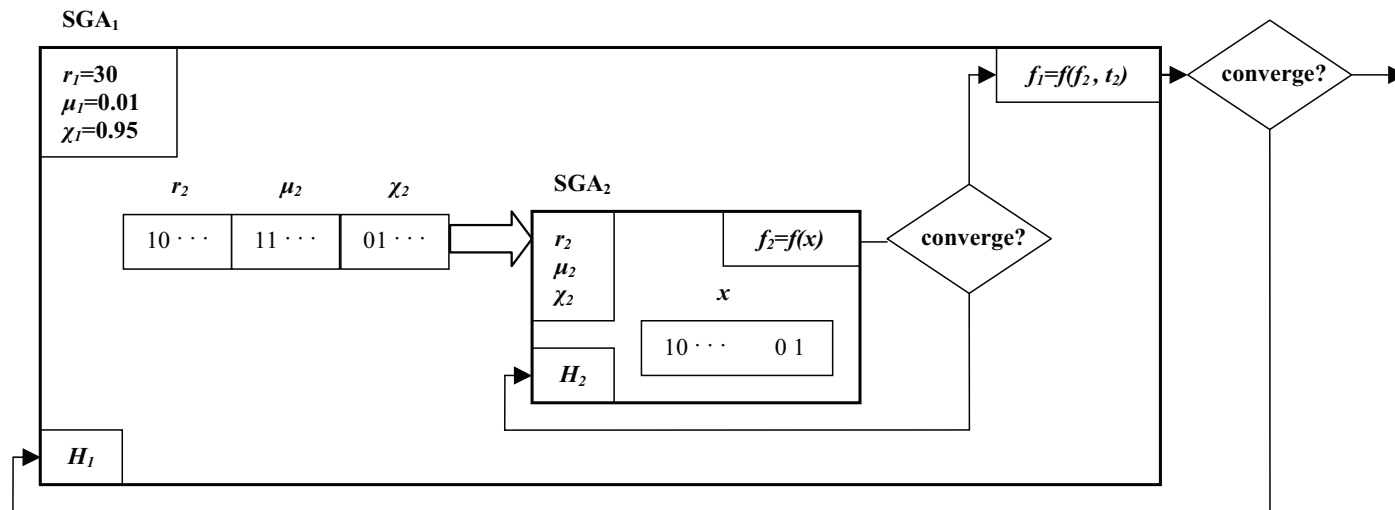 SGA₁
r₁=30
μ₁=0.01
χ₁=0.95
f₁=f(f₂ , t₂)
converge?
r₂ μ₂ χ₂
10 · · · 11 · · · 01 · · ·
SGA₂
r₂
μ₂
χ₂
f₂=f(x)
converge?
x
10 · · · 0 1
H₂
H₁